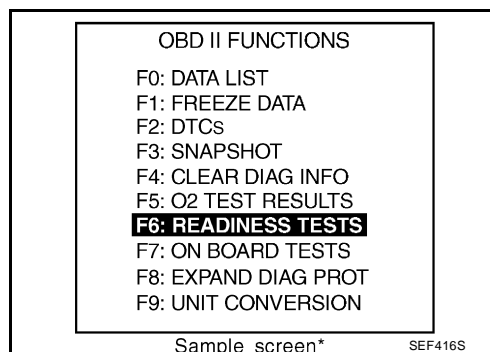 OBD II FUNCTIONS
F0: DATA LIST
F1: FREEZE DATA
F2: DTCs
F3: SNAPSHOT
F4: CLEAR DIAG INFO
F5: O2 TEST RESULTS
F6: READINESS TESTS
F7: ON BOARD TESTS
F8: EXPAND DIAG PROT
F9: UNIT CONVERSION
Sample screen*
SEF416S